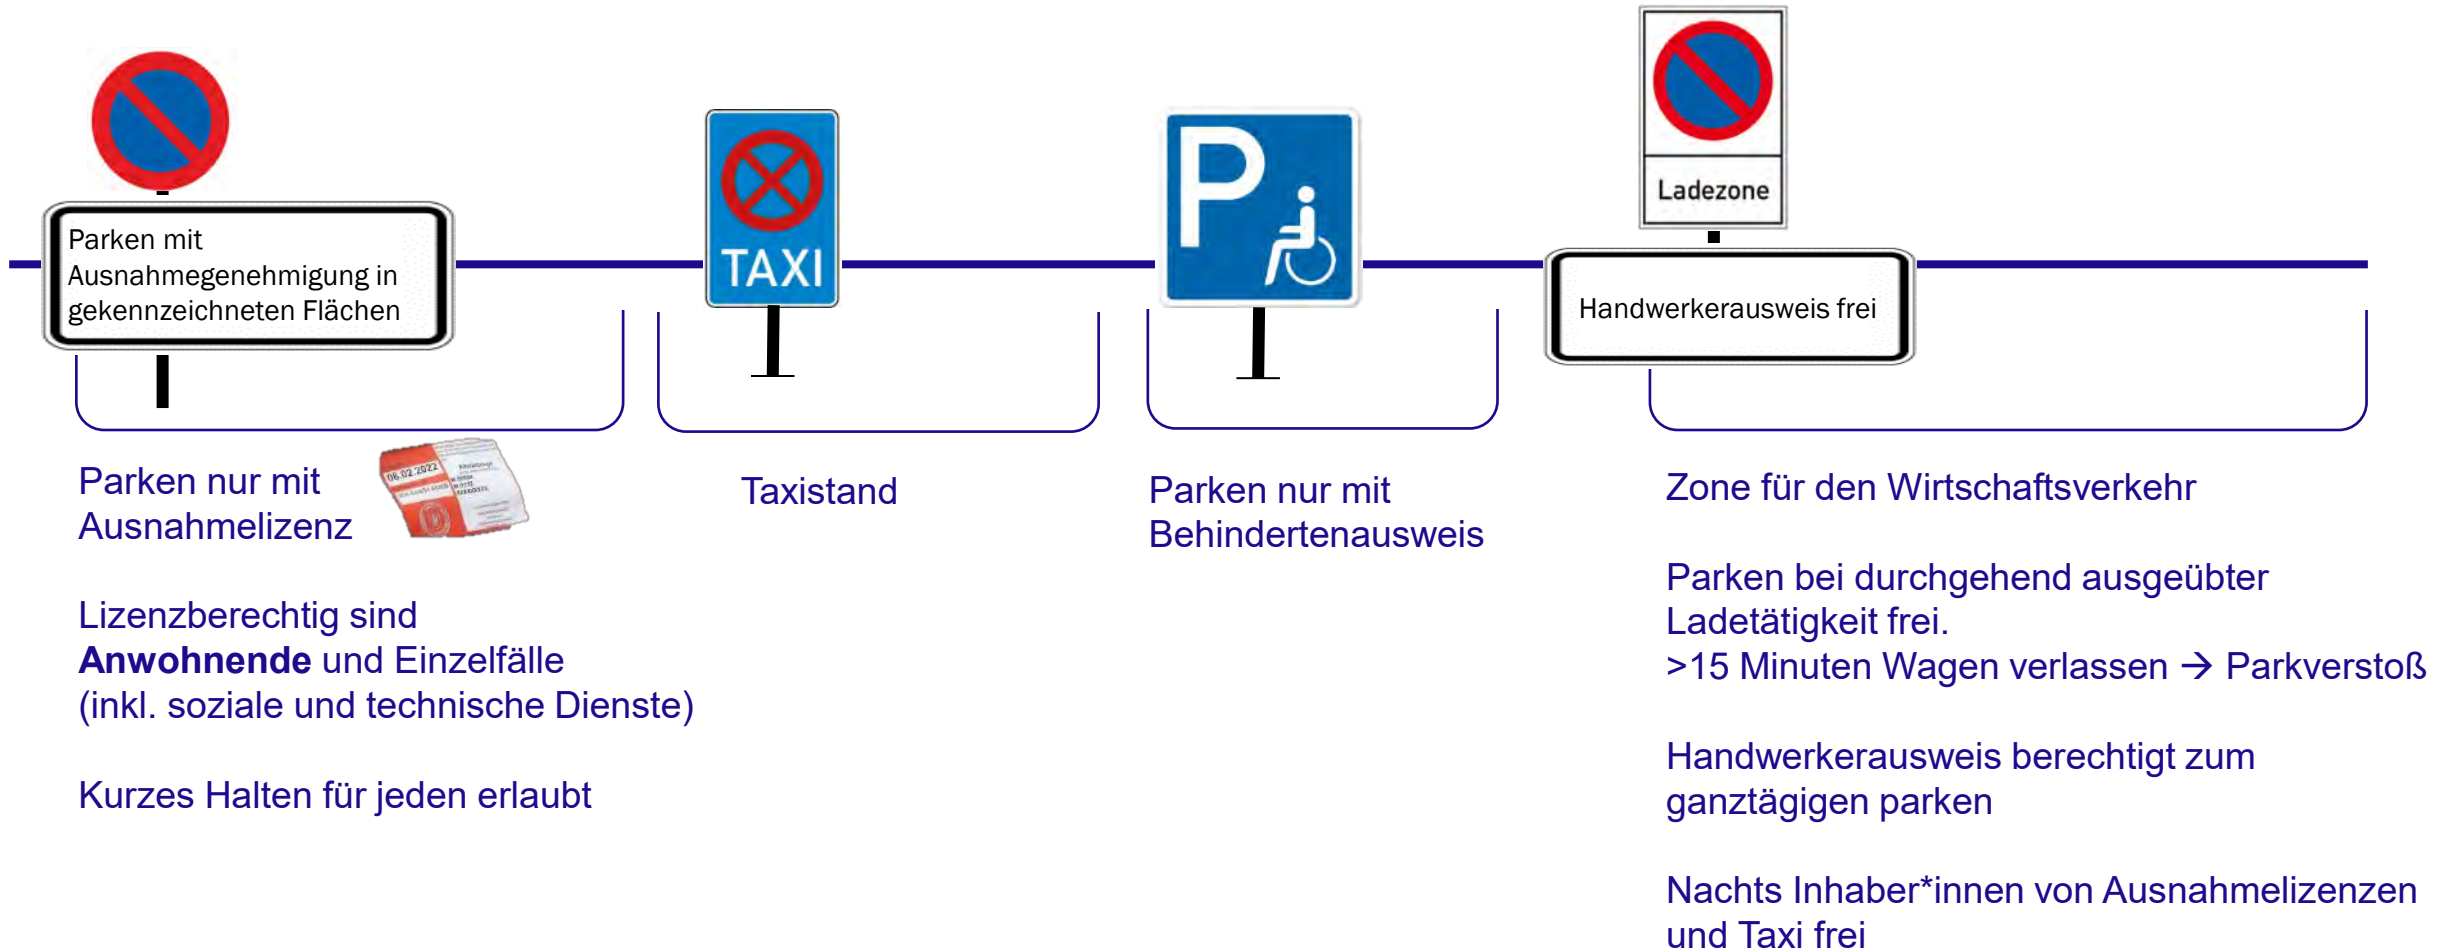 Parken mit
Ausnahmegenehmigung in
gekennzeichneten Flächen
TAXI
P
Ladezone
Handwerkerausweis frei
06.02.2022
Parken nur mit
Ausnahmelizenz
Lizenzberechtig sind
Anwohnende und Einzelfälle
(inkl. soziale und technische Dienste)
Kurzes Halten für jeden erlaubt
Taxistand
Parken nur mit
Behindertenausweis
Zone für den Wirtschaftsverkehr
Parken bei durchgehend ausgeübter
Ladetätigkeit frei.
>15 Minuten Wagen verlassen → Parkverstoß
Handwerkerausweis berechtigt zum
ganztägigen parken
Nachts Inhaber*innen von Ausnahmelizenzen
und Taxi frei